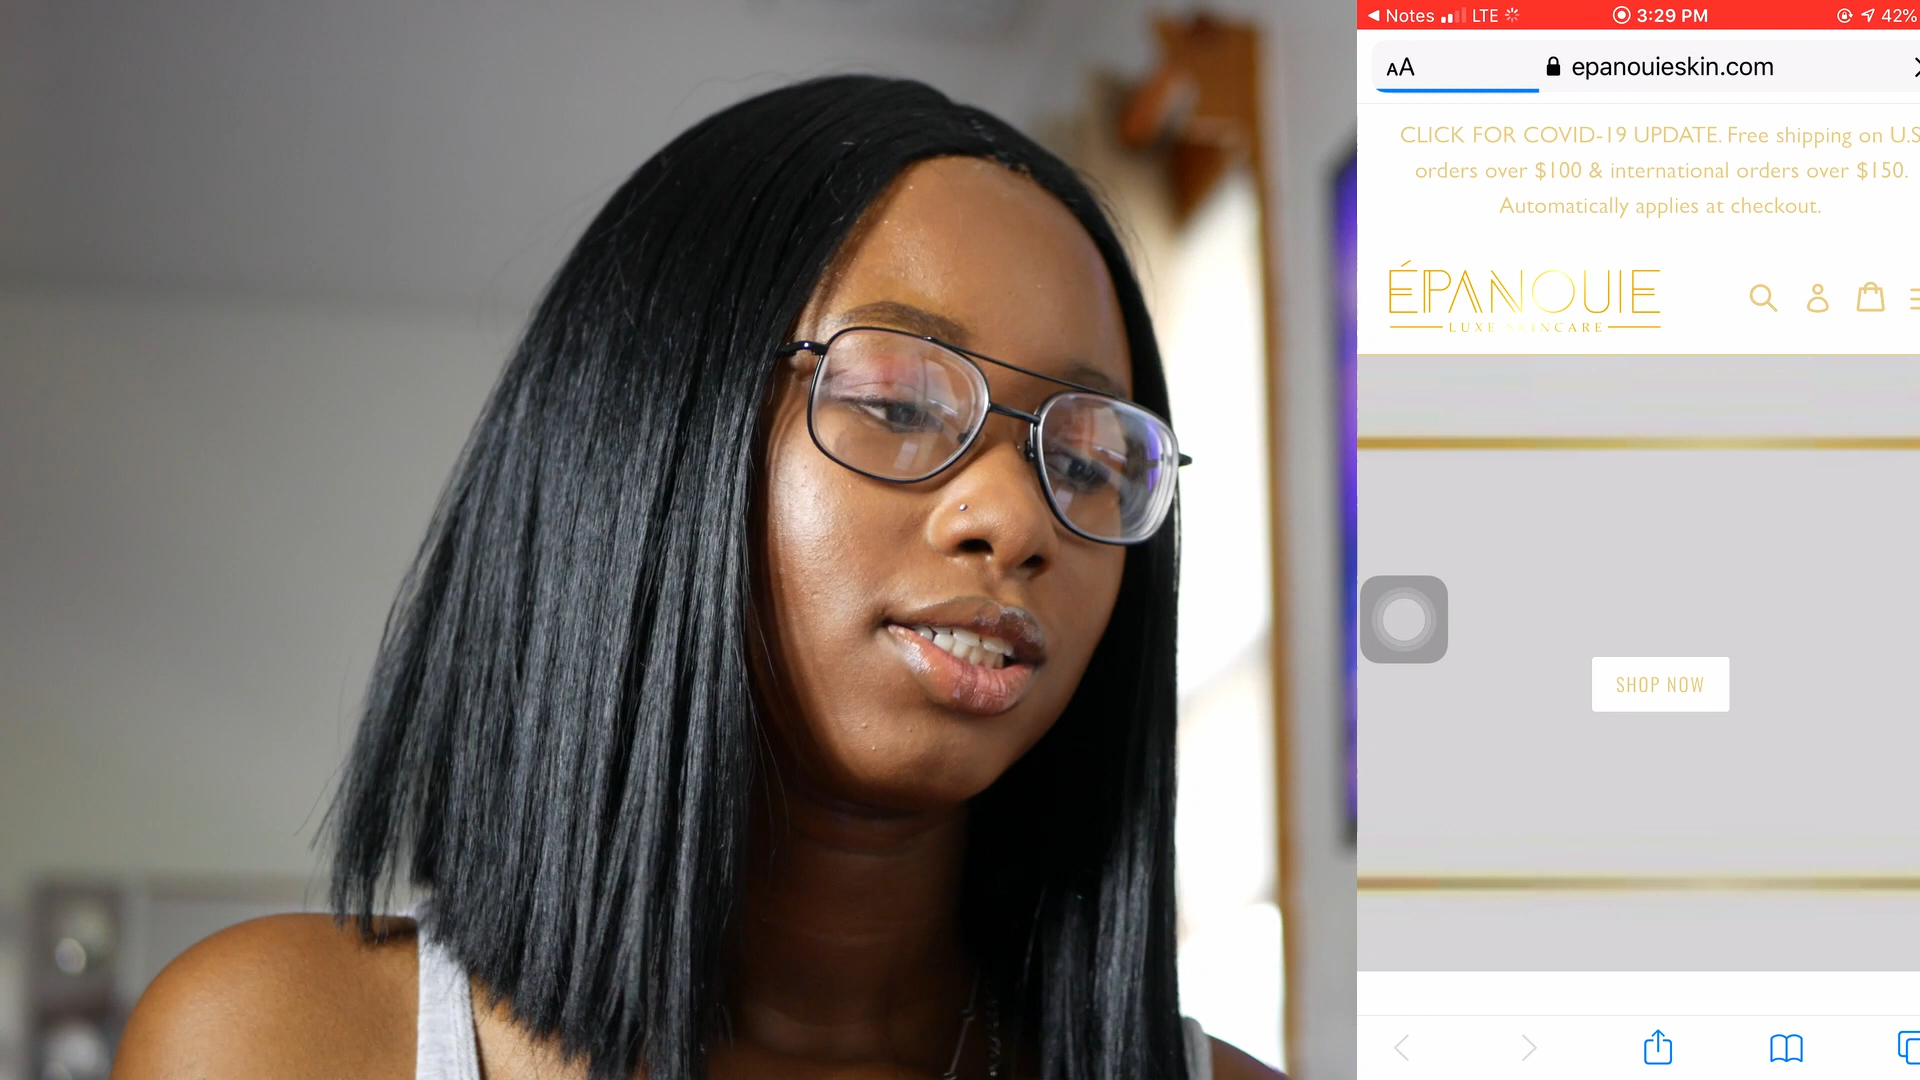 Notes LTE 3:29 PM 42%
AA epanouieskin.com
CLICK FOR COVID-19 UPDATE. Free shipping on U.S
orders over $100 & international orders over $150.
Automatically applies at checkout.
ÉPANOUIE
LUXE SKINCARE
SHOP NOW